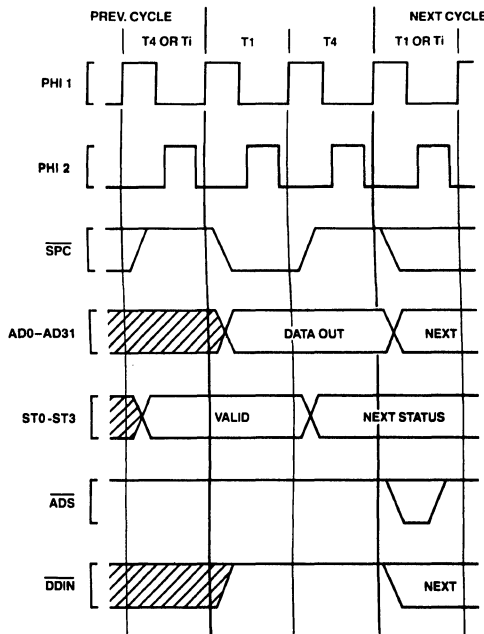 PREV. CYCLE NEXT CYCLE
T4 OR Ti T1 T4 T1 OR Ti
PHI 1
PHI 2
SPC
AD0–AD31 DATA OUT NEXT
ST0-ST3 VALID NEXT STATUS
ADS
DDIN NEXT